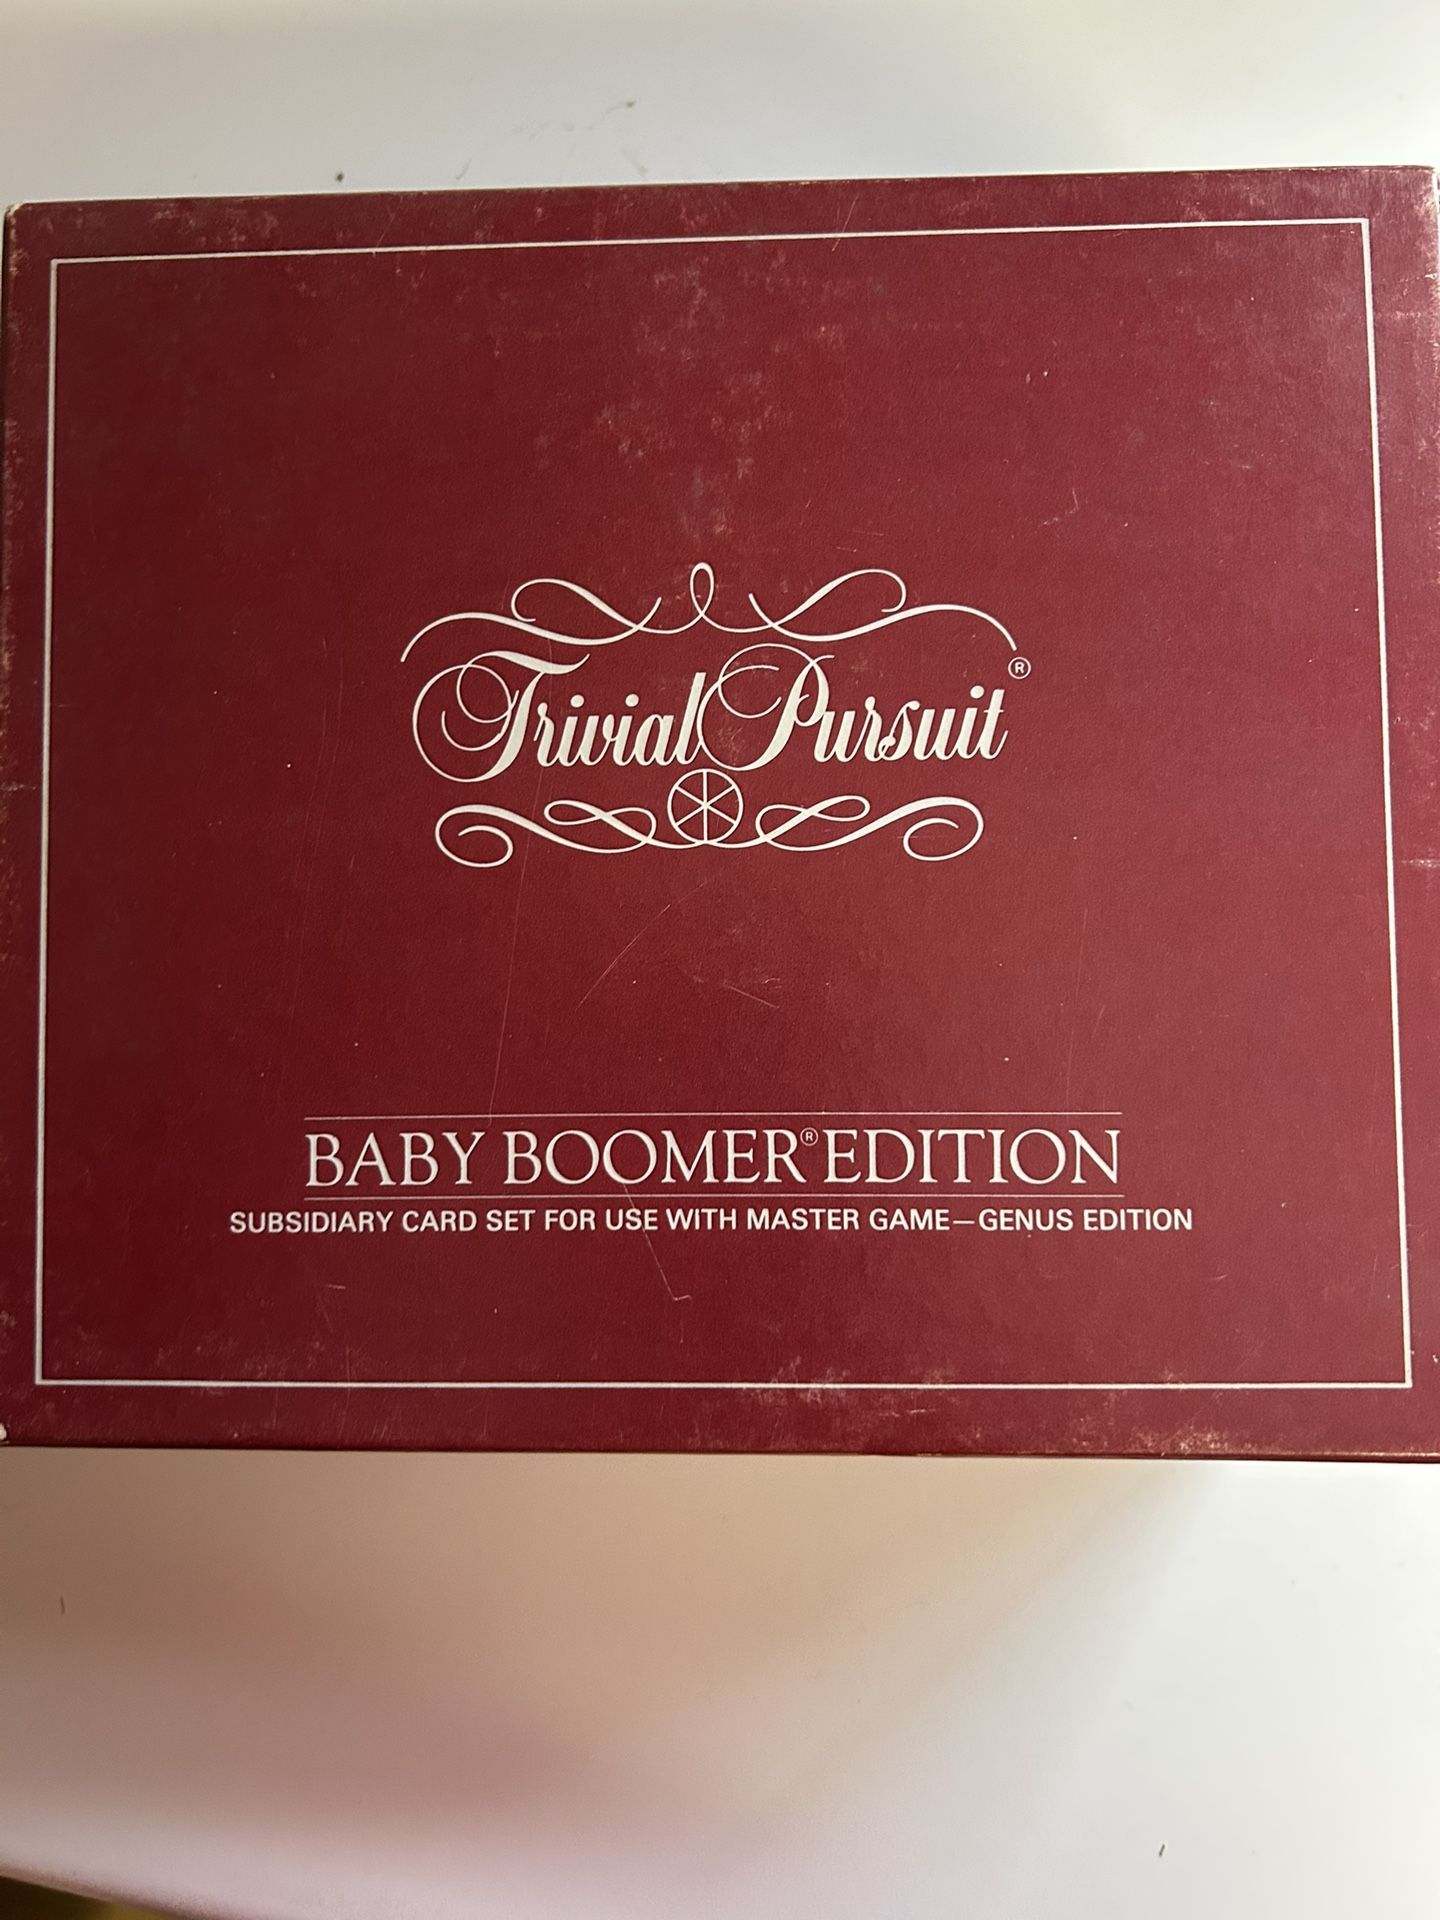 Trivial Pursuit®
BABY BOOMER® EDITION
SUBSIDIARY CARD SET FOR USE WITH MASTER GAME—GENUS EDITION